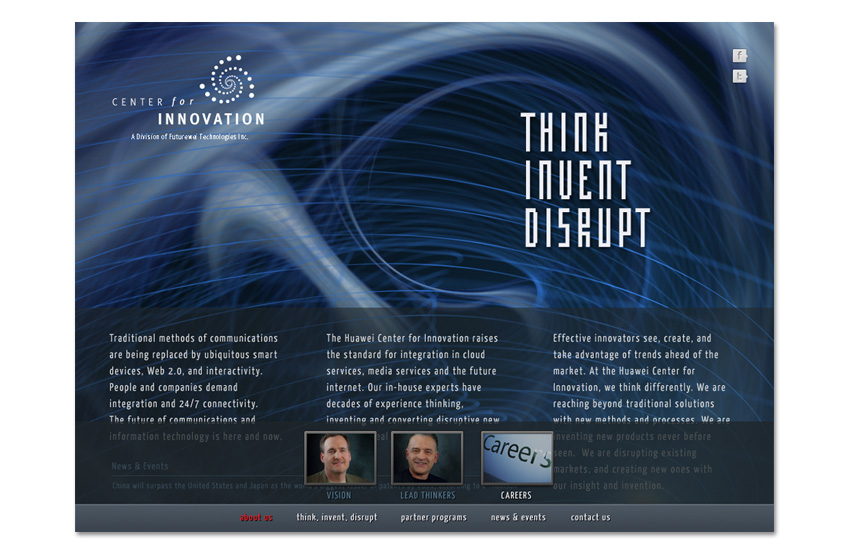 CENTER for
INNOVATION
A Division of Futurewei Technologies Inc.
f
t
THINK
INVENT
DISRUPT
Traditional methods of communications
are being replaced by ubiquitous smart
devices, Web 2.0, and interactivity.
People and companies demand
integration and 24/7 connectivity.
The future of communications and
information technology is here and now.
The Huawei Center for Innovation raises
the standard for integration in cloud
services, media services and the future
internet. Our in-house experts have
decades of experience thinking,
inventing and converting disruptive new
Effective innovators see, create, and
take advantage of trends ahead of the
market. At the Huawei Center for
Innovation, we think differently. We are
reaching beyond traditional solutions
with new methods and processes. We are
inventing new products never before
seen. We are disrupting existing
markets, and creating new ones with
our insight and invention.
News & Events
China will surpass the United States and Japan as the
Careers
VISION
LEAD THINKERS
CAREERS
about us
think, invent, disrupt
partner programs
news & events
contact us